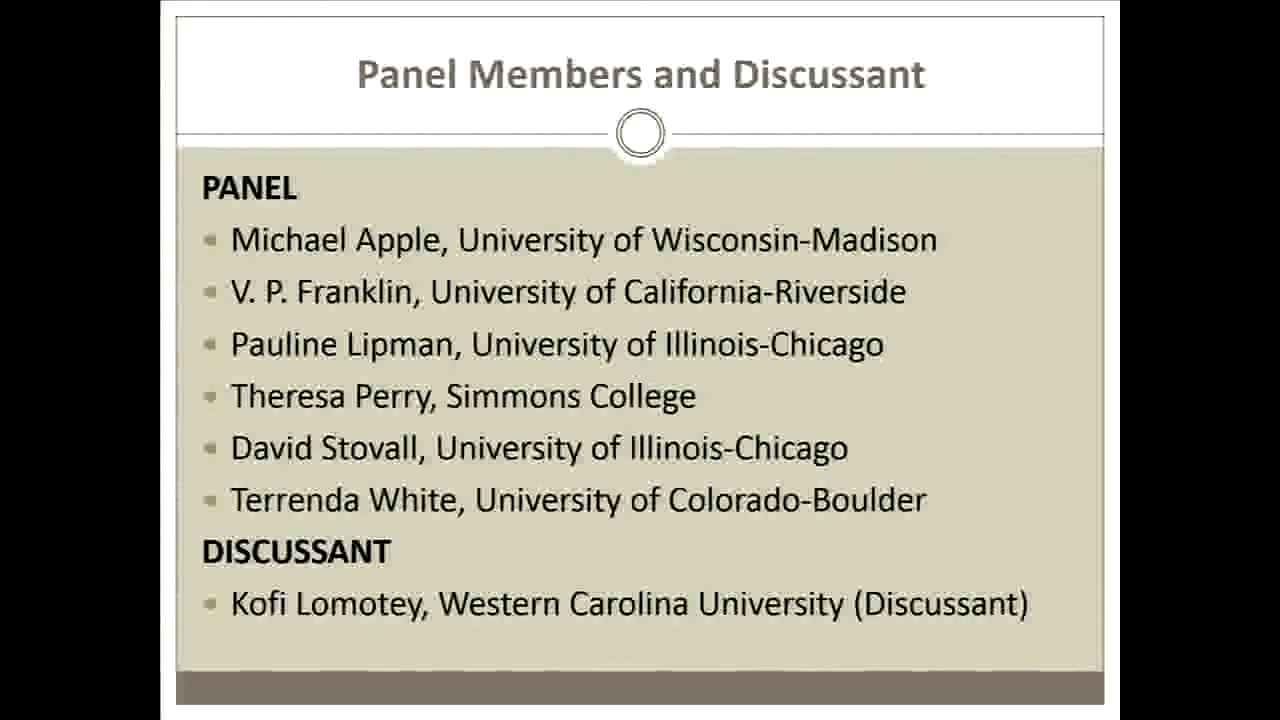 Panel Members and Discussant
PANEL
Michael Apple, University of Wisconsin-Madison
V. P. Franklin, University of California-Riverside
Pauline Lipman, University of Illinois-Chicago
Theresa Perry, Simmons College
David Stovall, University of Illinois-Chicago
Terrenda White, University of Colorado-Boulder
DISCUSSANT
Kofi Lomotey, Western Carolina University (Discussant)